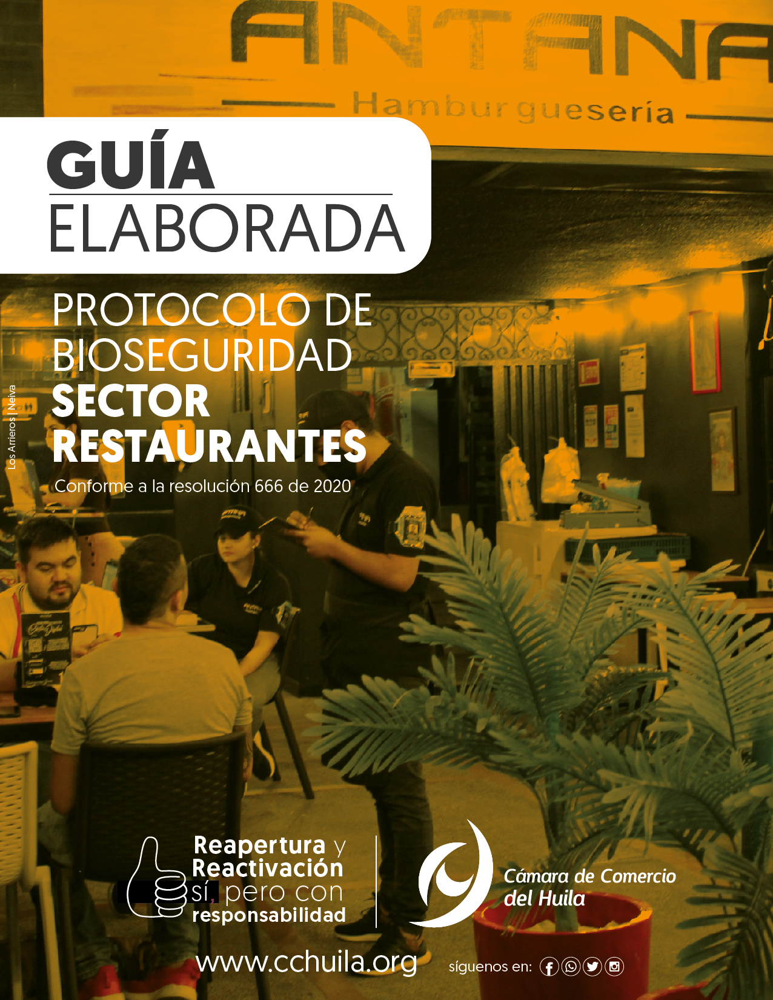 ANTANA
Hamburguesería
GUÍA
ELABORADA
PROTOCOLO DE
BIOSEGURIDAD
SECTOR
RESTAURANTES
Conforme a la resolución 666 de 2020
Los Arrieros | Neiva
ANTANA
Reapertura y
Reactivación
sí, pero con
responsabilidad
Cámara de Comercio
del Huila
www.cchuila.org
síguenos en: